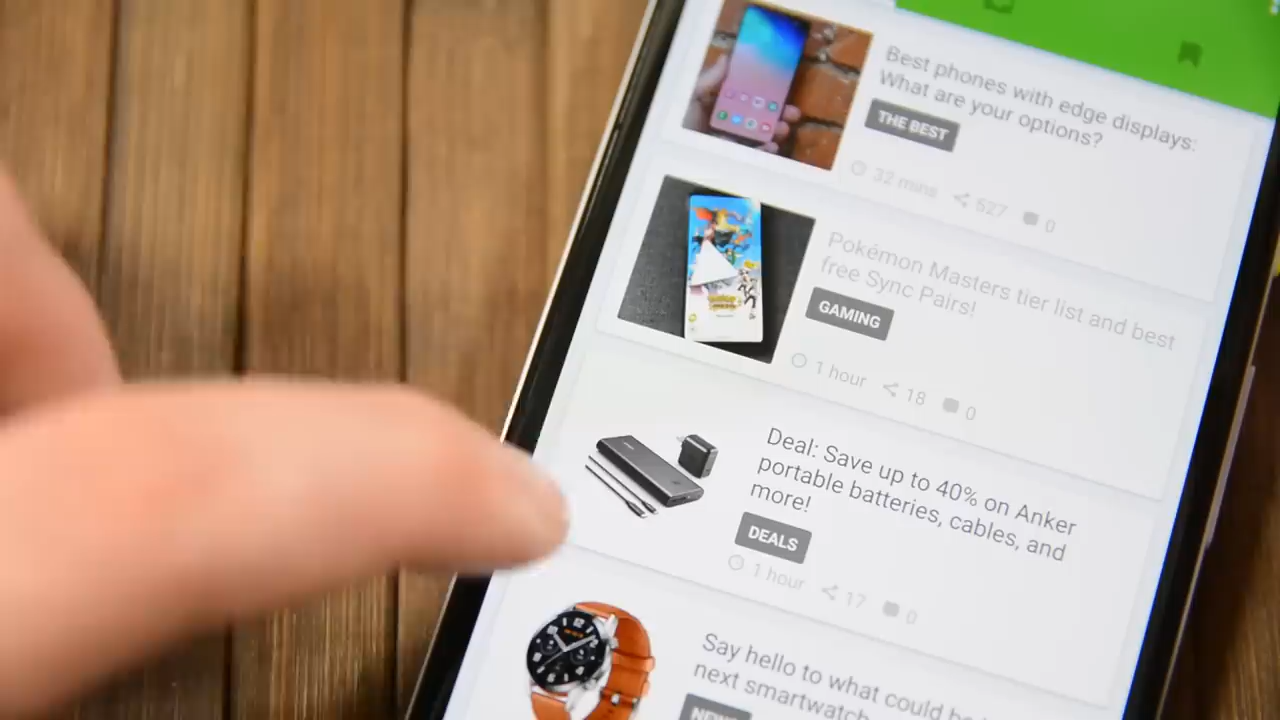 Best phones with edge displays:
What are your options?
THE BEST
32 mins 527 0
Pokémon Masters tier list and best
free Sync Pairs!
GAMING
1 hour 18 0
Deal: Save up to 40% on Anker
portable batteries, cables, and
more!
DEALS
1 hour 17 0
Say hello to what could be
next smartwatch
NEWS